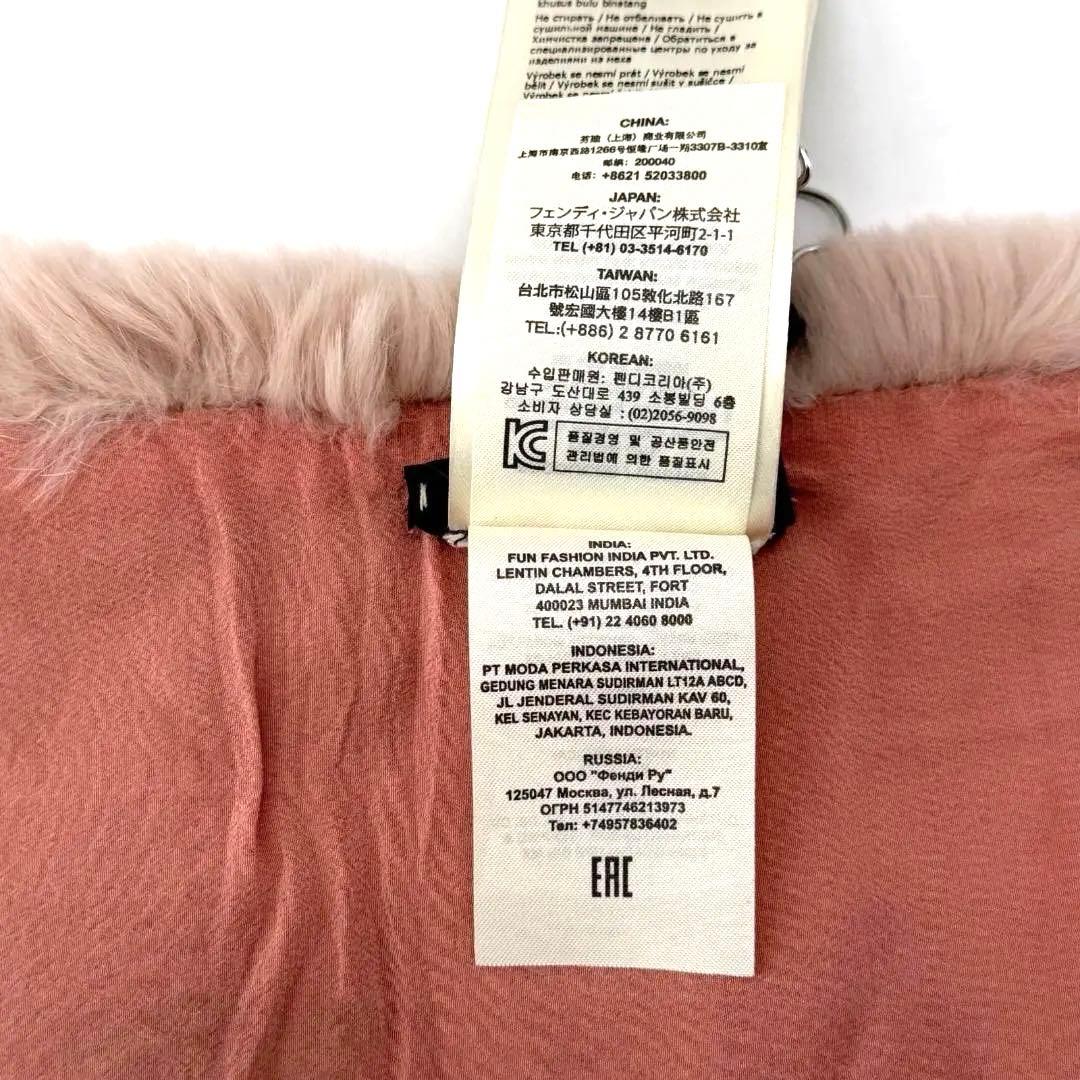 khusus bulu binatang
Не стирать / Не отбеливать / Не сушить в
сушильной машине / Не гладить /
Химчистка запрещена / Обратиться в
специализированные центры по уходу за
изделиями из меха
Výrobek se nesmí prát / Výrobek se nesmí
bělit / Výrobek se nesmí sušit v sušičce /
Výrobek se nesmí
CHINA:
芬迪（上海）商业有限公司
上海市南京西路1266号恒隆广场一期3307B-3310室
邮编：200040
电话：+8621 52033800
JAPAN:
フェンディ・ジャパン株式会社
東京都千代田区平河町2-1-1
TEL (+81) 03-3514-6170
TAIWAN:
台北市松山區105敦化北路167
號宏國大樓14樓B1區
TEL:(+886) 2 8770 6161
KOREAN:
수입판매원: 펜디코리아(주)
강남구 도산대로 439 소봉빌딩 6층
소비자 상담실 :(02)2056-9098
품질경영 및 공산품안전
관리법에 의한 품질표시
INDIA:
FUN FASHION INDIA PVT. LTD.
LENTIN CHAMBERS, 4TH FLOOR,
DALAL STREET, FORT
400023 MUMBAI INDIA
TEL. (+91) 22 4060 8000
INDONESIA:
PT MODA PERKASA INTERNATIONAL,
GEDUNG MENARA SUDIRMAN LT12A ABCD,
JL JENDERAL SUDIRMAN KAV 60,
KEL SENAYAN, KEC KEBAYORAN BARU,
JAKARTA, INDONESIA.
RUSSIA:
ООО "Фенди Ру"
125047 Москва, ул. Лесная, д.7
ОГРН 5147746213973
Тел: +74957836402
EAC